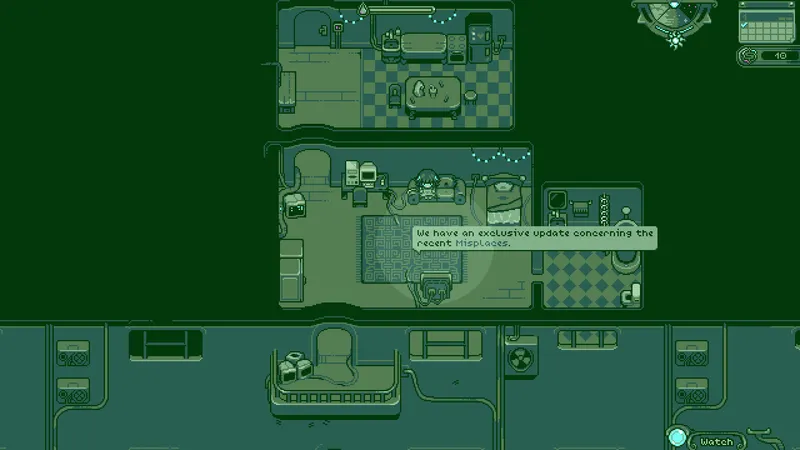 10
We have an exclusive update concerning the
recent Misplaces.
Watch